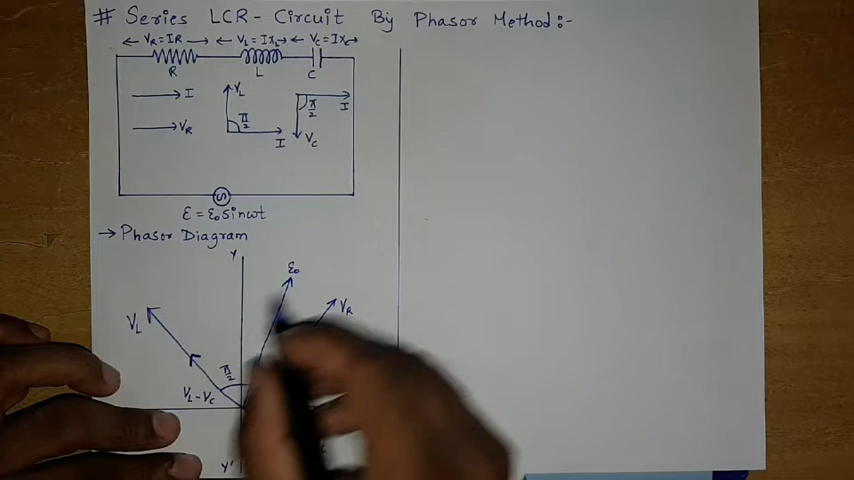 # Series LCR - Circuit By Phasor Method:-
V_R = IR V_L = IX_L V_C = IX_C
R L C
I V_L π/2 I
V_R π/2 I V_C
ε = ε₀ sinωt
→ Phasor Diagram
Y ε₀
V_L V_R
π/2
V_L - V_C
Y'